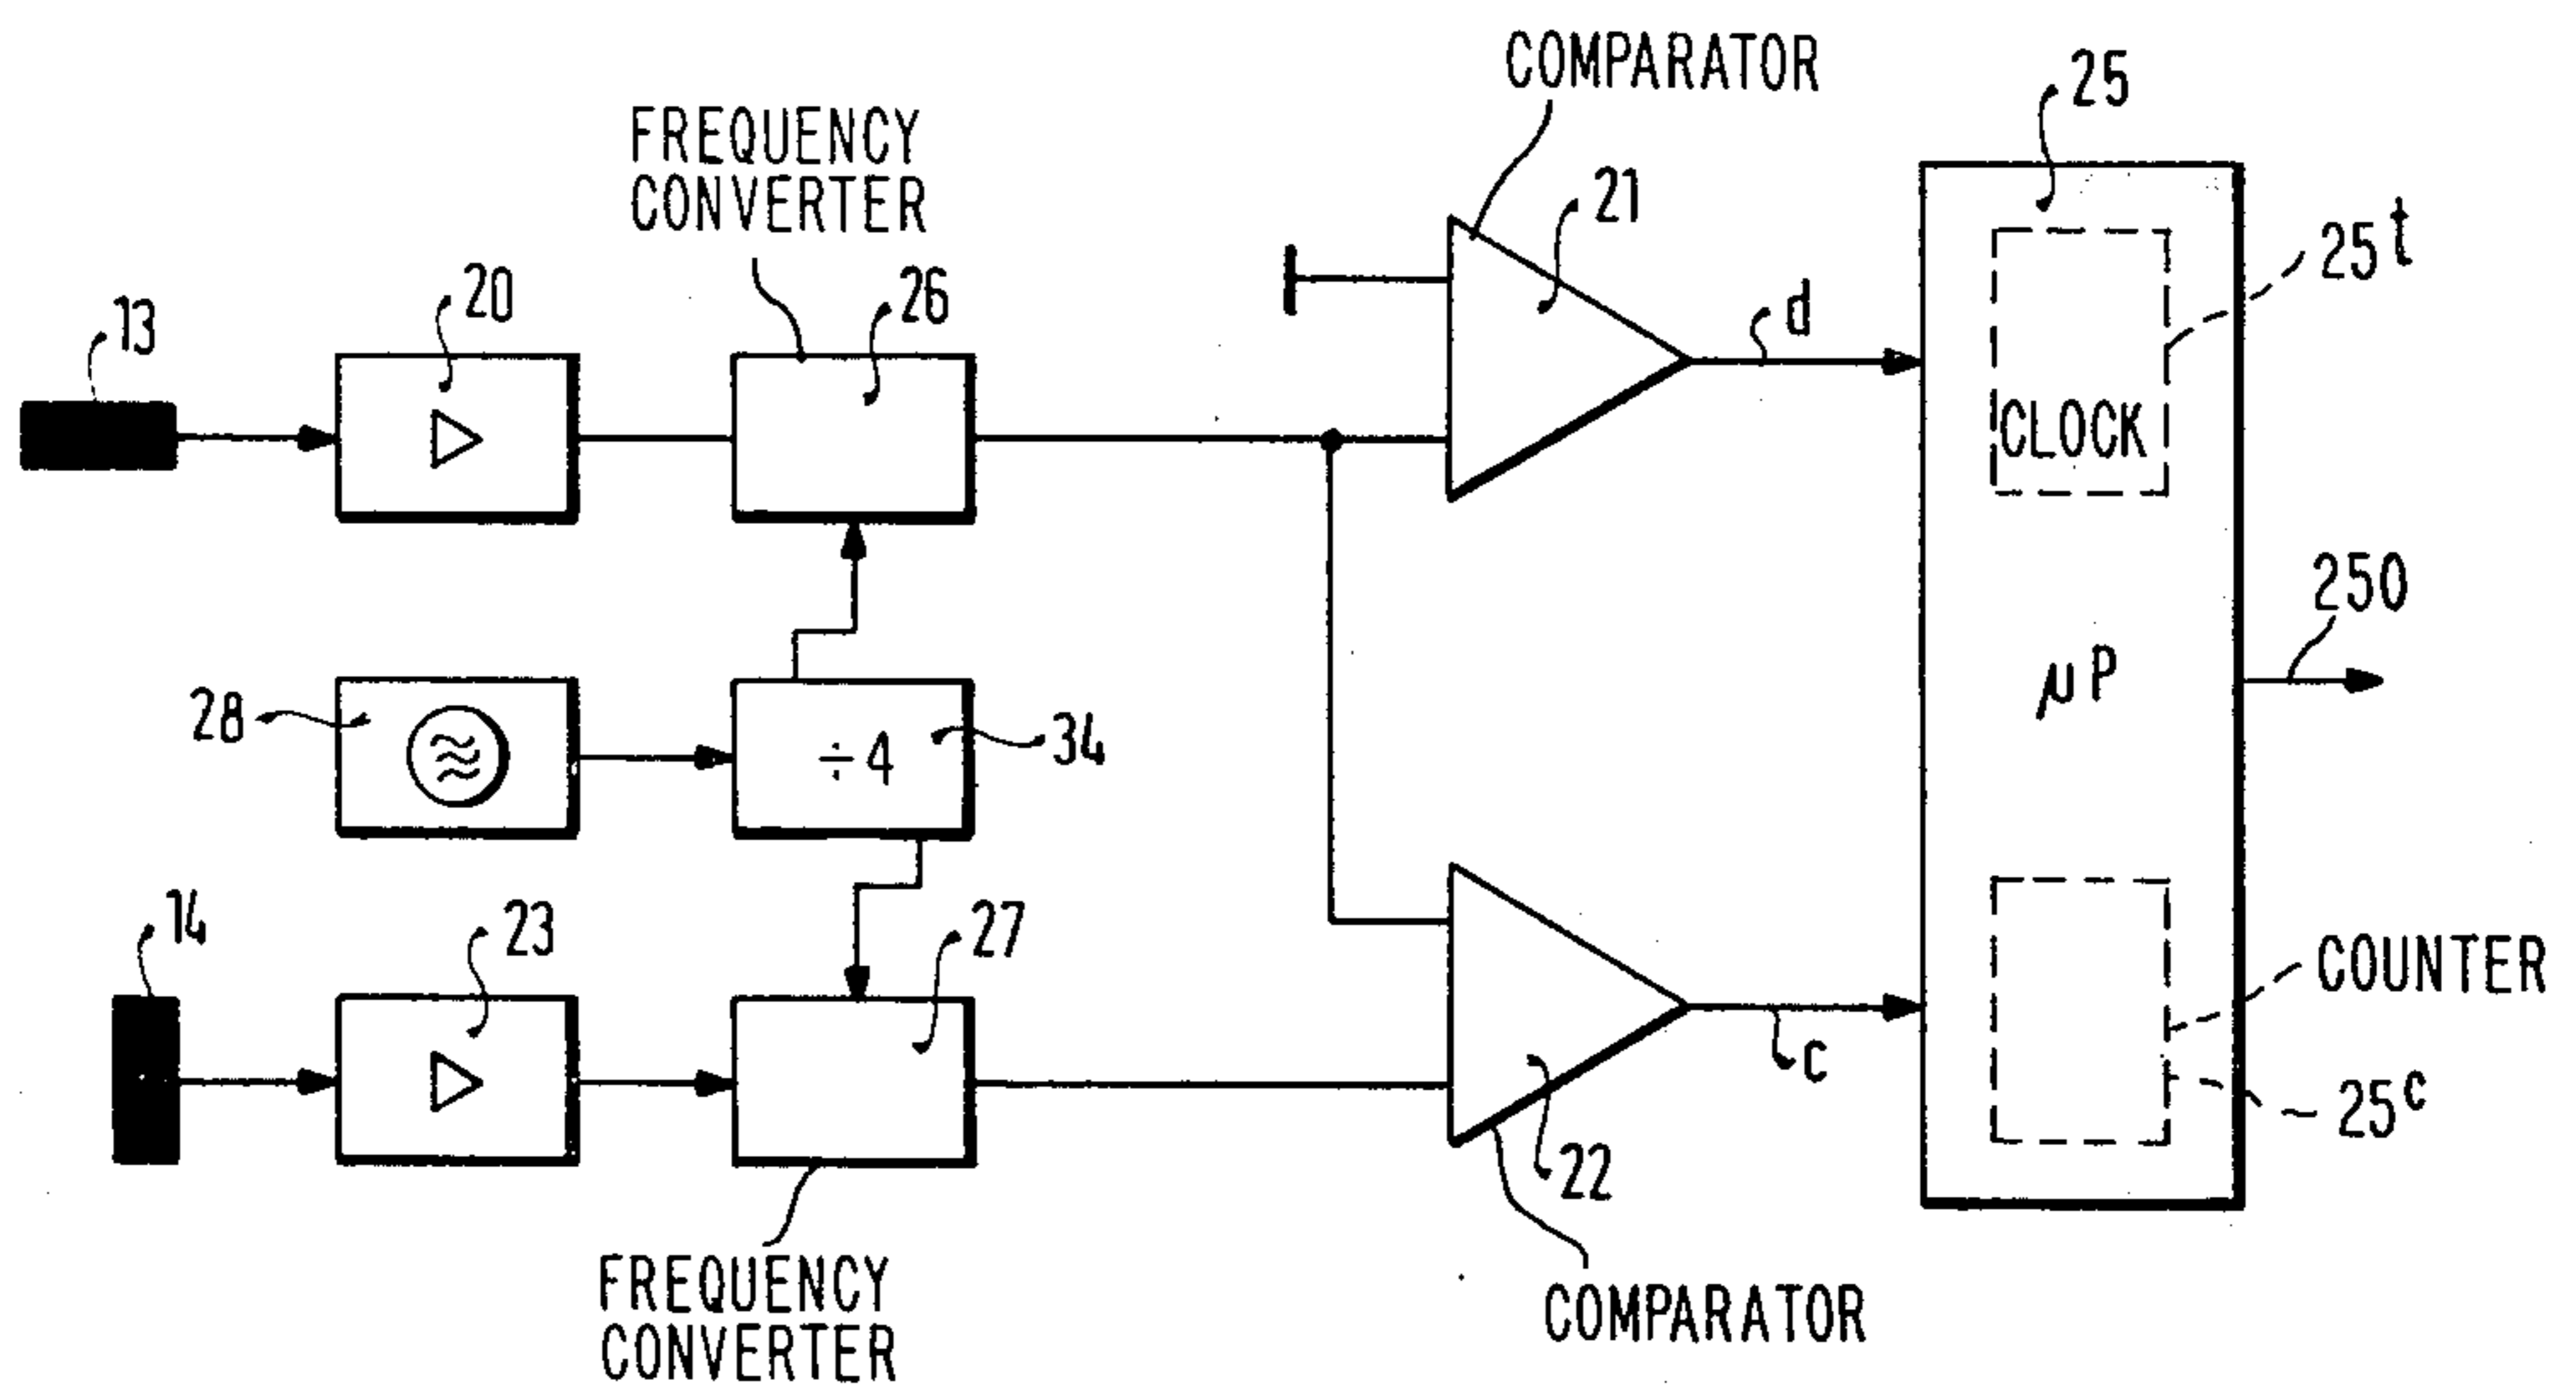 COMPARATOR
25
FREQUENCY
CONVERTER
21
25t
20
26
13
d
CLOCK
250
μP
28
÷4
34
14
23
27
COUNTER
c
25c
22
FREQUENCY
CONVERTER
COMPARATOR